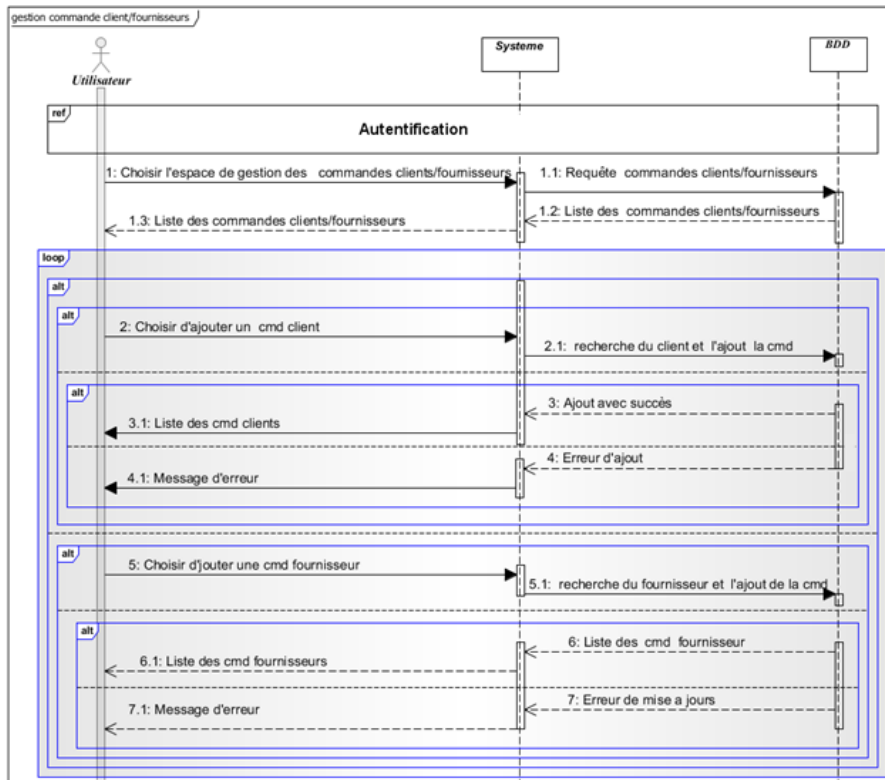 gestion commande client/fournisseurs
Systeme
BDD
Utilisateur
ref
Autentification
1: Choisir l'espace de gestion des commandes clients/fournisseurs
1.1: Requête commandes clients/fournisseurs
1.2: Liste des commandes clients/fournisseurs
1.3: Liste des commandes clients/fournisseurs
loop
alt
alt
2: Choisir d'ajouter un cmd client
2.1: recherche du client et l'ajout la cmd
alt
3: Ajout avec succès
3.1: Liste des cmd clients
4: Erreur d'ajout
4.1: Message d'erreur
alt
5: Choisir d'jouter une cmd fournisseur
5.1: recherche du fournisseur et l'ajout de la cmd
alt
6: Liste des cmd fournisseur
6.1: Liste des cmd fournisseurs
7: Erreur de mise a jours
7.1: Message d'erreur